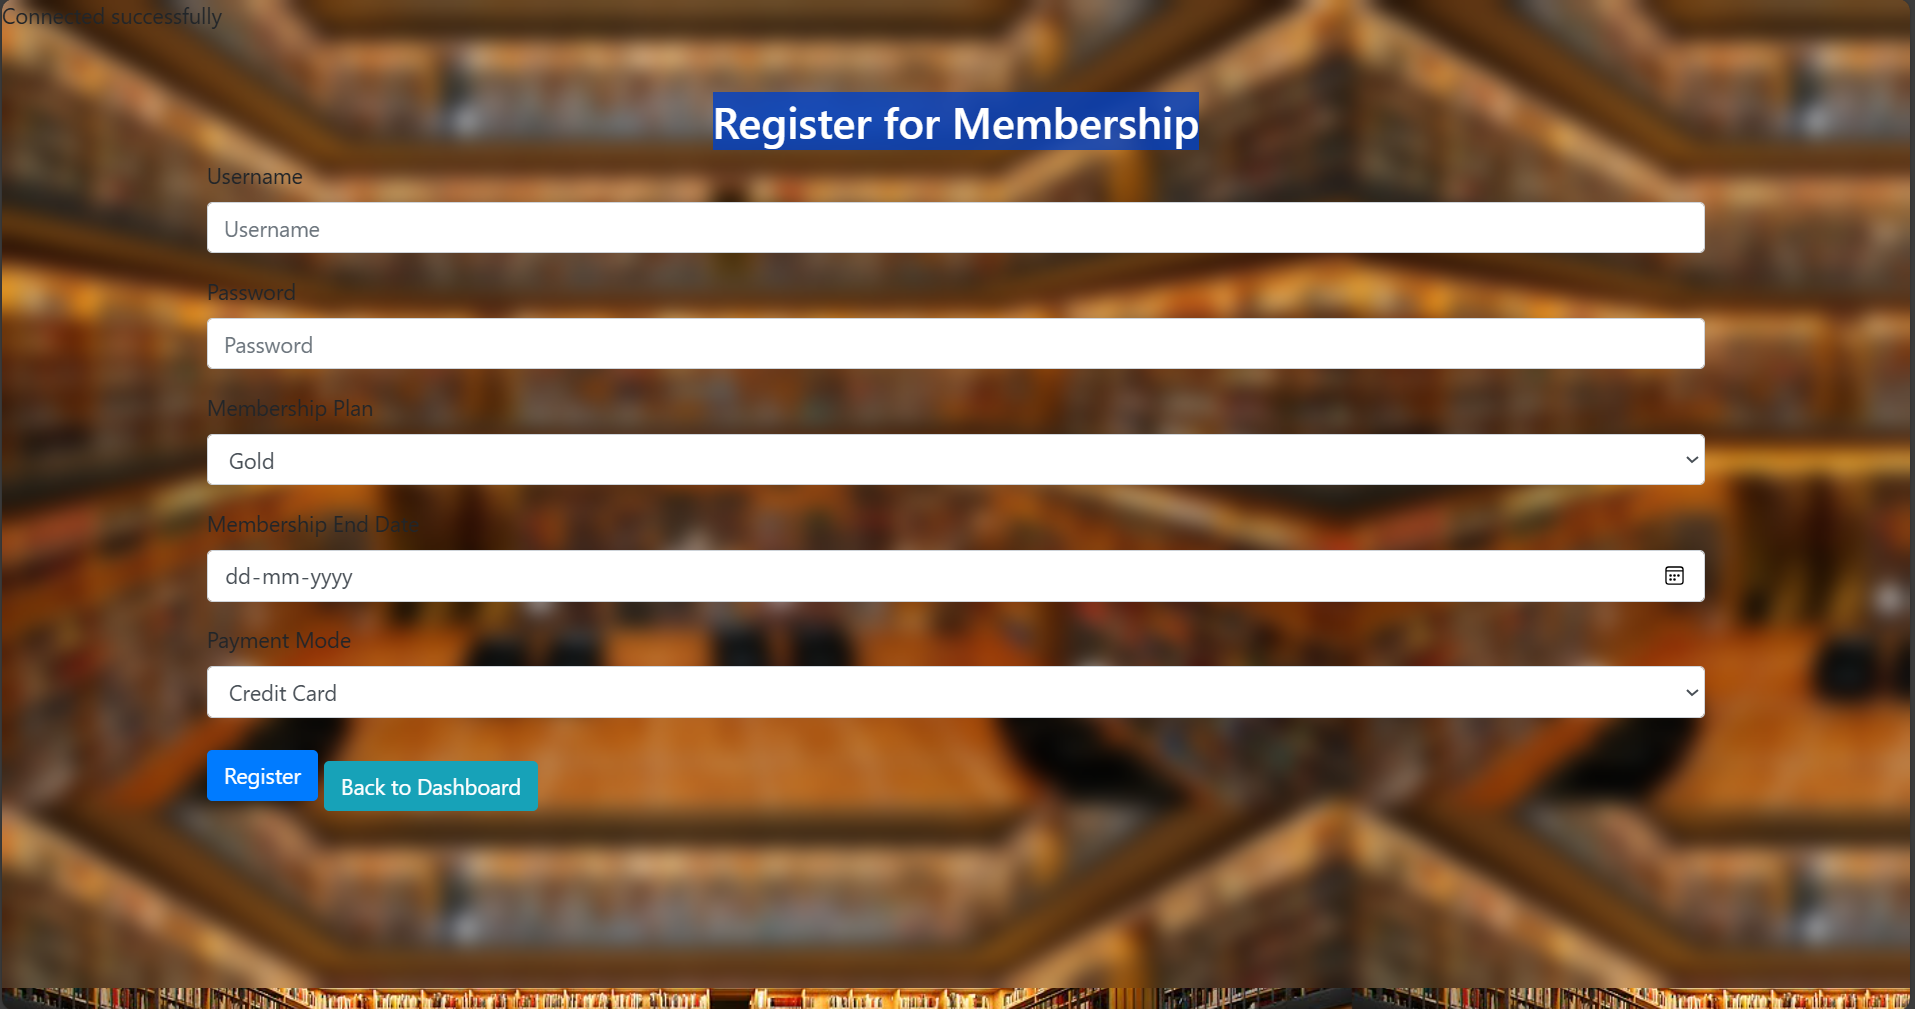 Connected successfully
Register for Membership
Username
Username
Password
Password
Membership Plan
Gold
Membership End Date
dd-mm-yyyy
Payment Mode
Credit Card
Register
Back to Dashboard